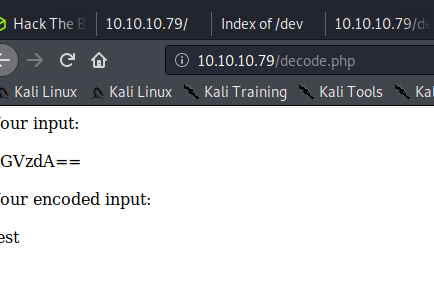 Hack The B
10.10.10.79/
Index of /dev
10.10.10.79/de
10.10.10.79/decode.php
Kali Linux
Kali Linux
Kali Training
Kali Tools
Ka
our input:
GVzdA==
our encoded input:
est